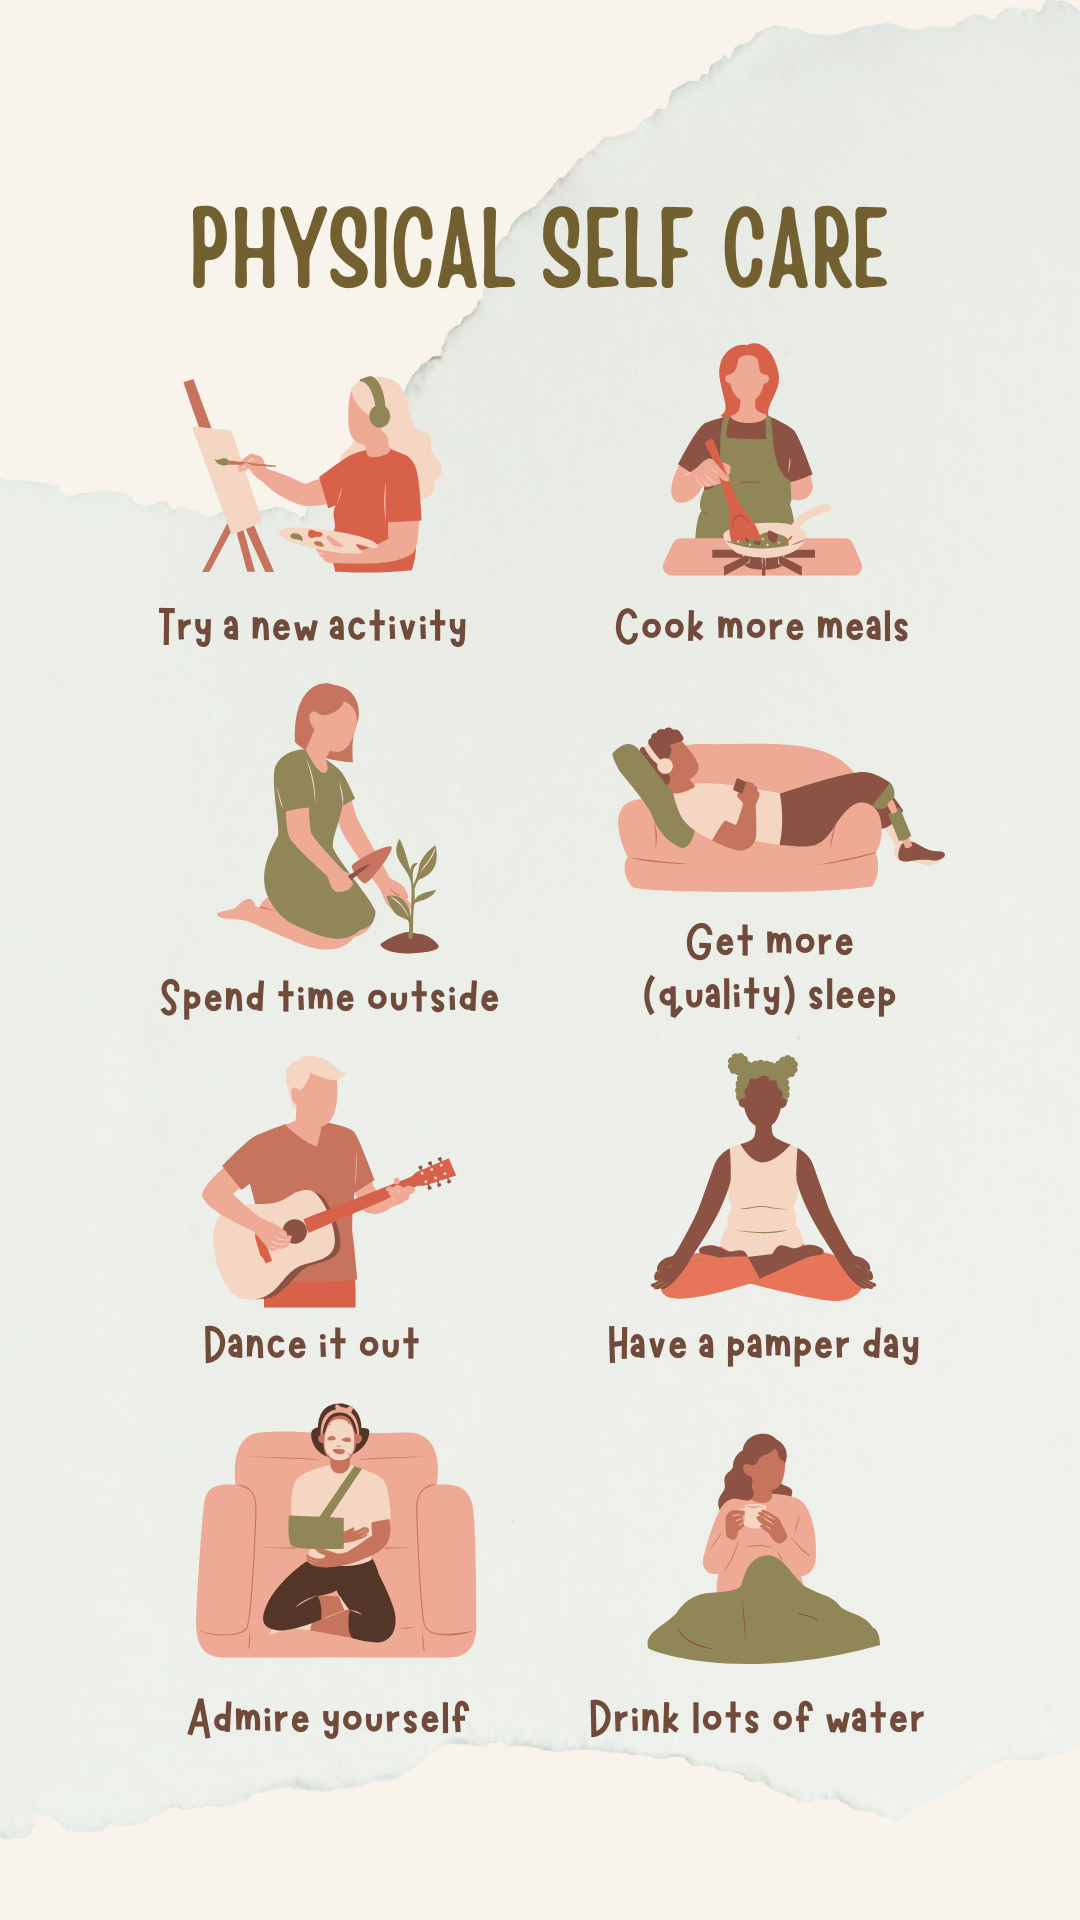 PHYSICAL SELF CARE
Try a new activity
Cook more meals
Spend time outside
Get more
(quality) sleep
Dance it out
Have a pamper day
Admire yourself
Drink lots of water